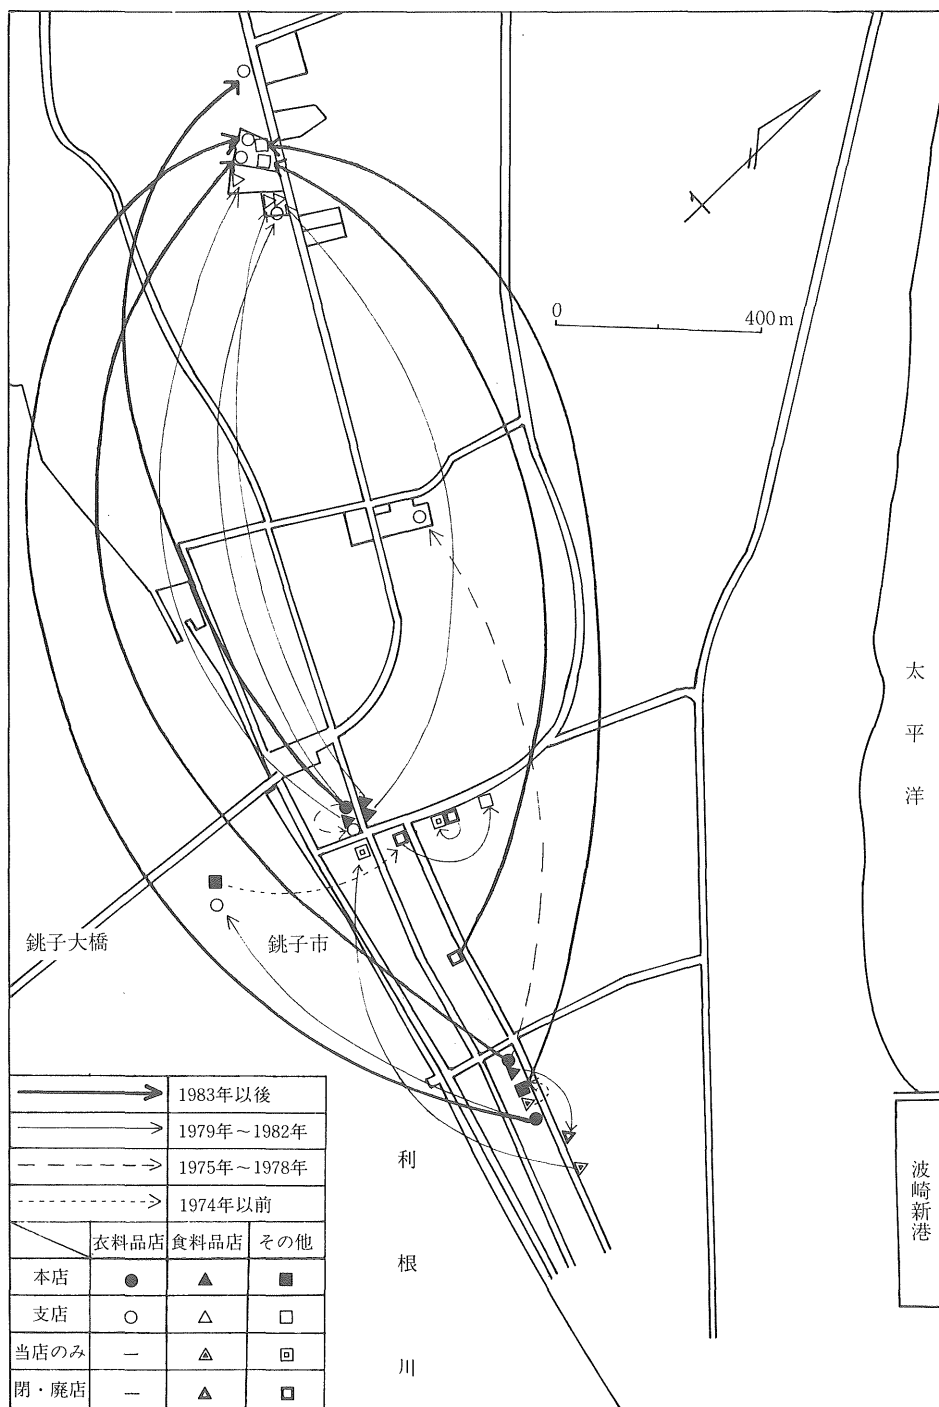 0
400m
太平洋
銚子大橋
銚子市
利根川
波崎新港
1983年以後
1979年～1982年
1975年～1978年
1974年以前
衣料品店 食料品店 その他
本店 ● ▲ ■
支店 ○ △ □
当店のみ －
閉・廃店 －